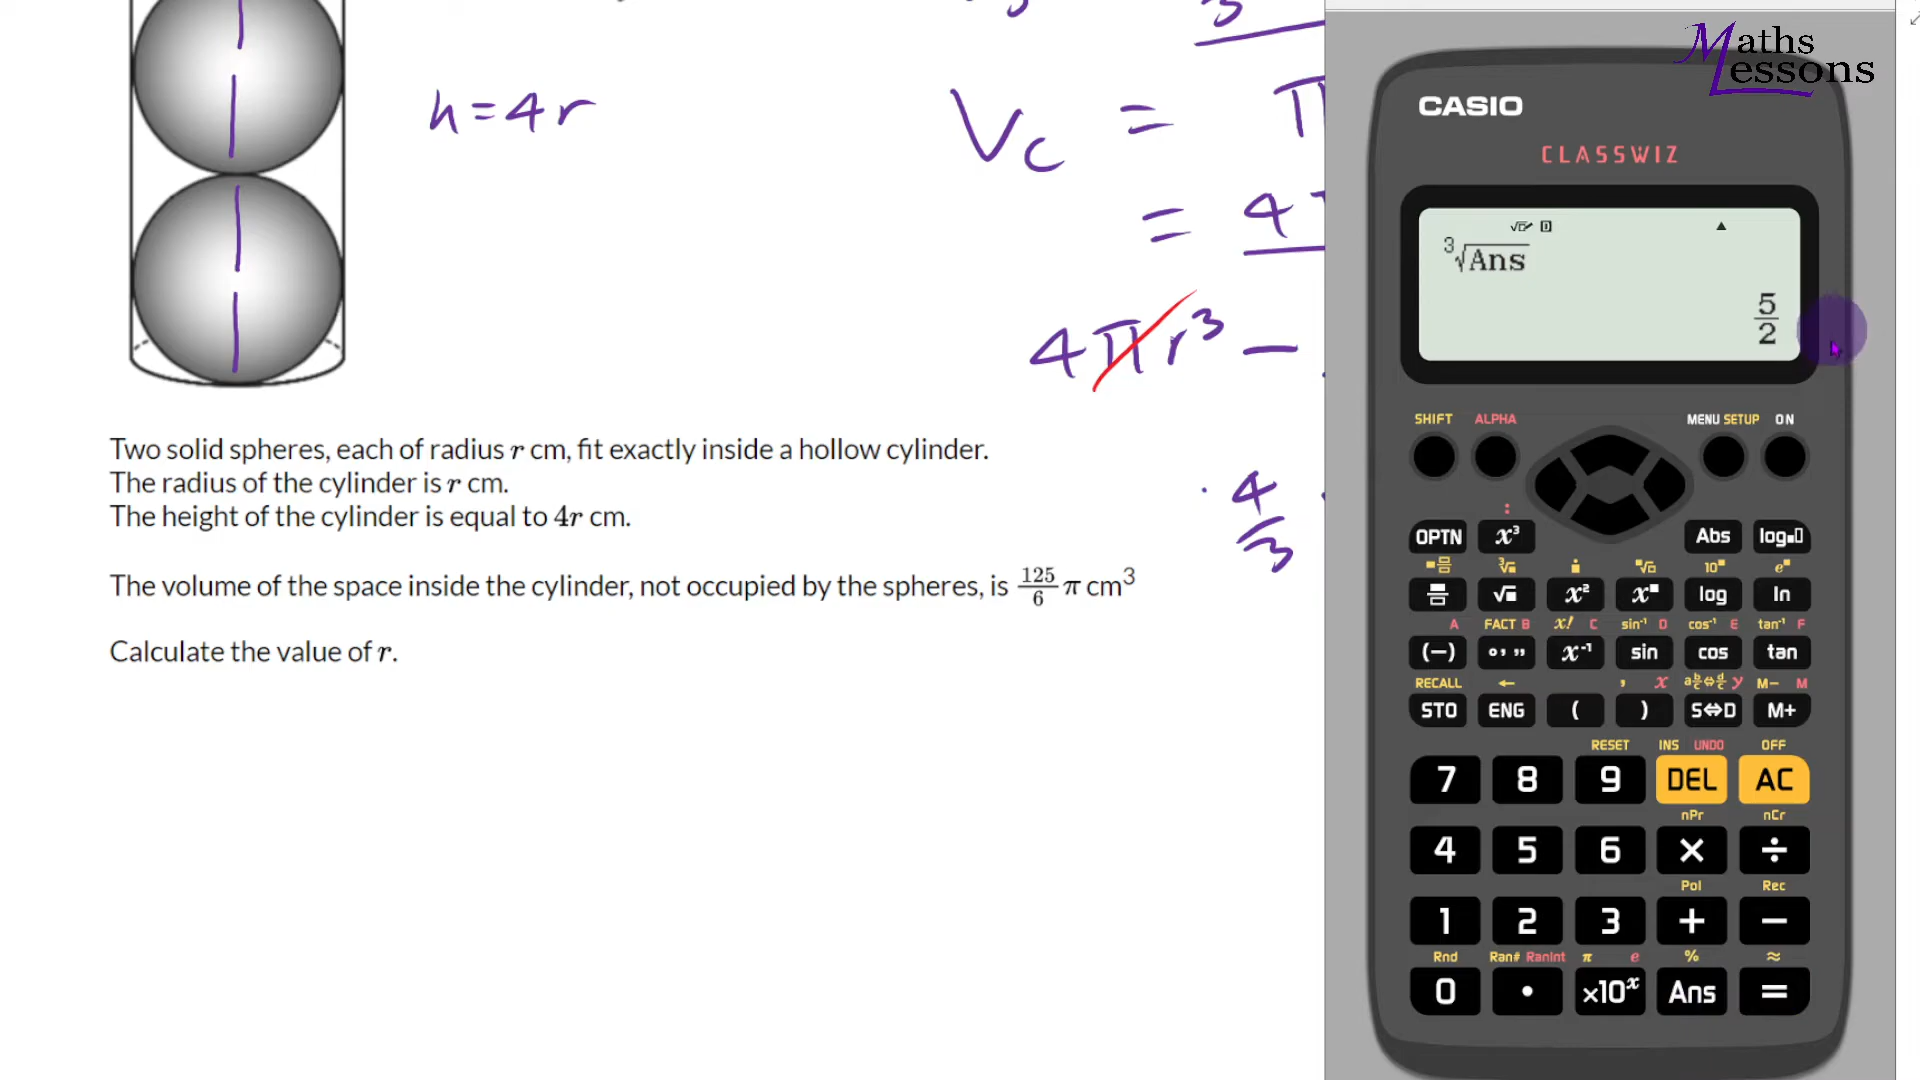 Maths
Lessons
3
h = 4r
V_C = π
= 4
4πr³ −
4/3
Two solid spheres, each of radius r cm, fit exactly inside a hollow cylinder.
The radius of the cylinder is r cm.
The height of the cylinder is equal to 4r cm.
The volume of the space inside the cylinder, not occupied by the spheres, is 125/6 π cm³
Calculate the value of r.
CASIO
CLASSWIZ
√▱ D ▲
³√Ans
5/2
SHIFT ALPHA MENU SETUP ON
:
OPTN x³ Abs log▪▯
³√▫ 10▪ e▪
√▪ x² x▪ log ln
A FACT B x! C sin⁻¹ D cos⁻¹ E tan⁻¹ F
(−) ° ’ ” x⁻¹ sin cos tan
RECALL ← , x a b/c⇔d/c y M− M
STO ENG ( ) S⇔D M+
RESET INS UNDO OFF
7 8 9 DEL AC
nPr nCr
4 5 6 × ÷
Pol Rec
1 2 3 + −
Rnd Ran# RanInt π e % ≈
0 • ×10ˣ Ans =